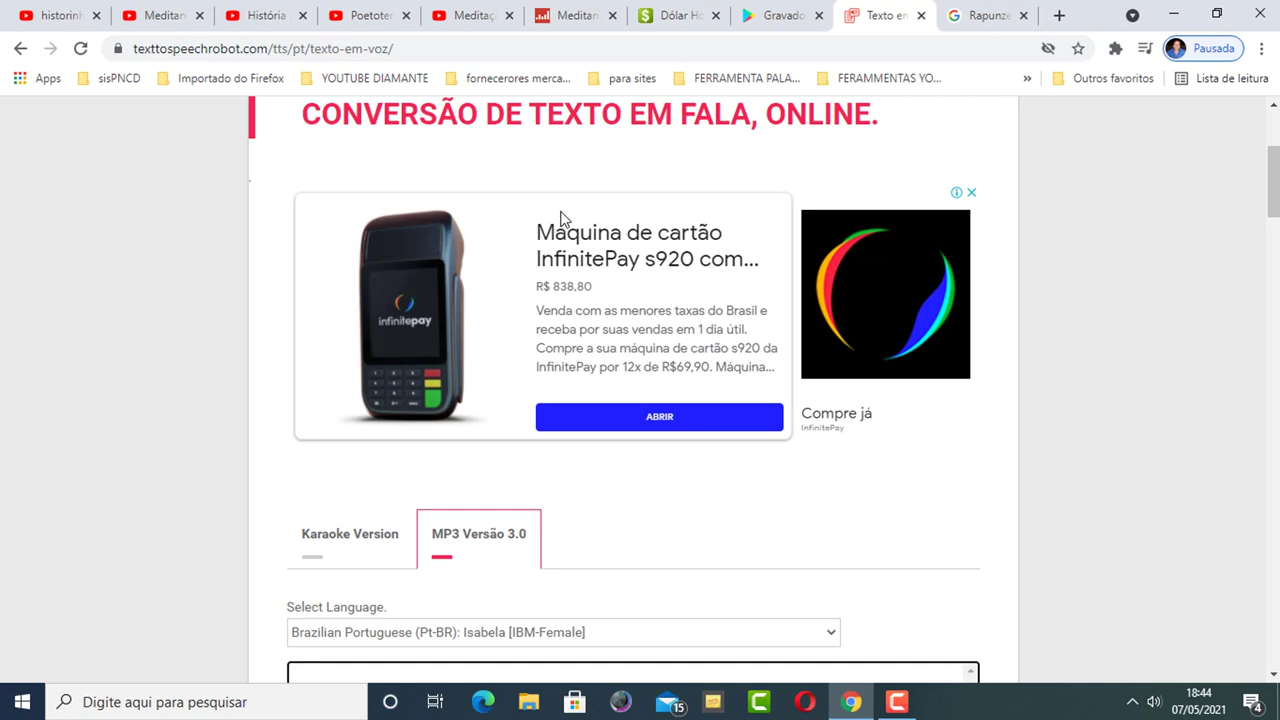 historinh
Meditan
História
Poetoter
Meditaç
Meditan
Dólar Ho
Gravado
Texto em
Rapunze
texttospeechrobot.com/tts/pt/texto-em-voz/
Pausada
Apps
sisPNCD
Importado do Firefox
YOUTUBE DIAMANTE
fornecerores merca...
para sites
FERRAMENTA PALA...
FERAMMENTAS YO...
»
Outros favoritos
Lista de leitura
CONVERSÃO DE TEXTO EM FALA, ONLINE.
Máquina de cartão
InfinitePay s920 com...
R$ 838,80
Venda com as menores taxas do Brasil e
receba por suas vendas em 1 dia útil.
Compre a sua máquina de cartão s920 da
InfinitePay por 12x de R$69,90. Máquina...
ABRIR
infinitepay
Compre já
InfinitePay
Karaoke Version
MP3 Versão 3.0
Select Language.
Brazilian Portuguese (Pt-BR): Isabela [IBM-Female]
Digite aqui para pesquisar
15
18:44
07/05/2021
4